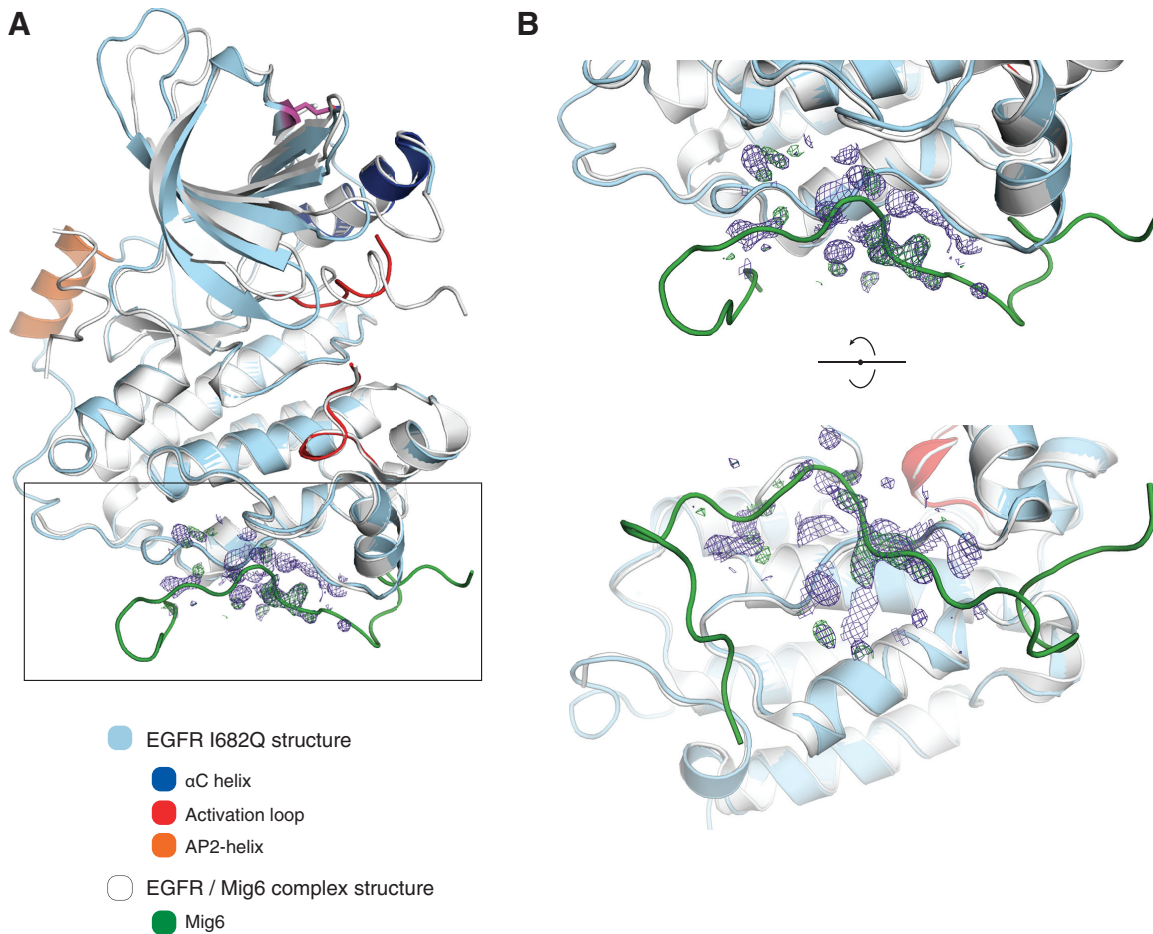 A
B
EGFR I682Q structure
αC helix
Activation loop
AP2-helix
EGFR / Mig6 complex structure
Mig6